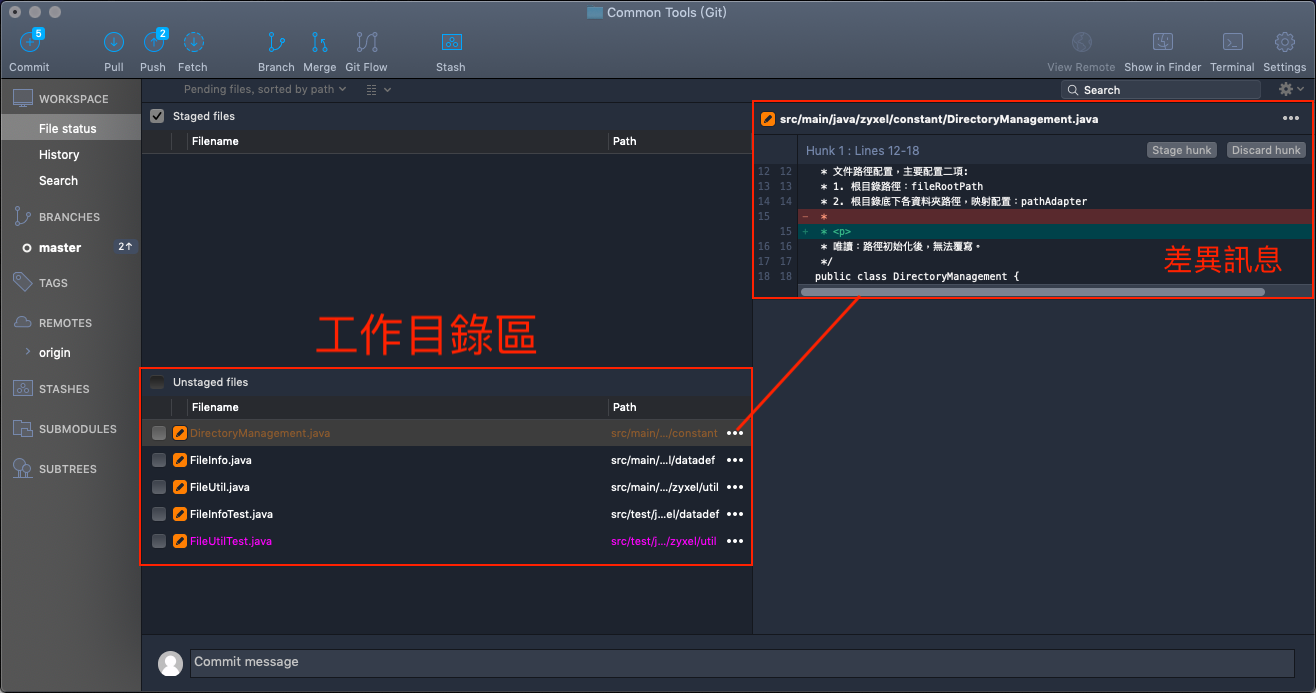 Common Tools (Git)
5
2
Commit Pull Push Fetch Branch Merge Git Flow Stash View Remote Show in Finder Terminal Settings
Pending files, sorted by path
Search
WORKSPACE
File status
History
Search
BRANCHES
master 2↑
TAGS
REMOTES
origin
STASHES
SUBMODULES
SUBTREES
Staged files
Filename Path
工作目錄區
Unstaged files
Filename Path
DirectoryManagement.java src/main/.../constant
FileInfo.java src/main/...l/datadef
FileUtil.java src/main/.../zyxel/util
FileInfoTest.java src/test/j...el/datadef
FileUtilTest.java src/test/j.../zyxel/util
src/main/java/zyxel/constant/DirectoryManagement.java
Hunk 1 : Lines 12-18 Stage hunk Discard hunk
12 12 * 文件路徑配置，主要配置二項:
13 13 * 1. 根目錄路徑：fileRootPath
14 14 * 2. 根目錄底下各資料夾路徑，映射配置：pathAdapter
15 - *
15 + * <p>
16 16 * 唯讀：路徑初始化後，無法覆寫。
17 17 */
18 18 public class DirectoryManagement {
差異訊息
Commit message